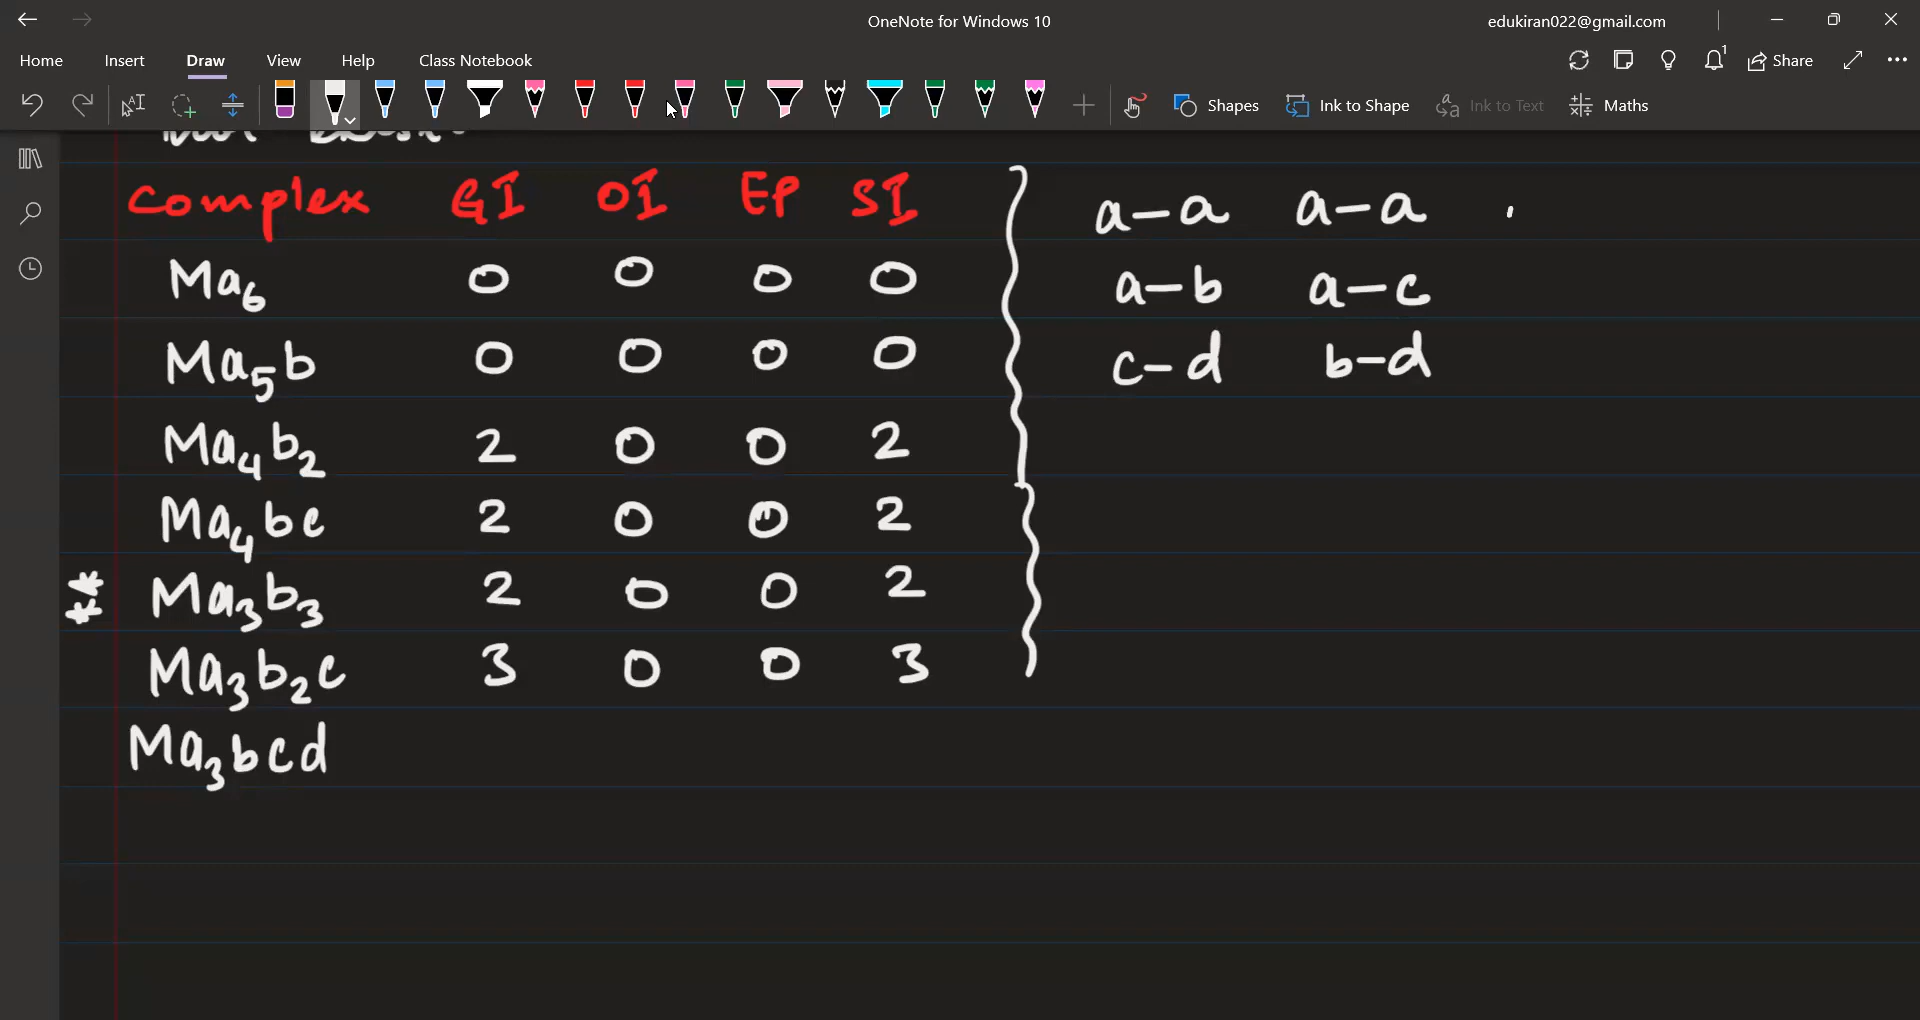 OneNote for Windows 10 edukiran022@gmail.com
Home Insert Draw View Help Class Notebook 1 Share
Shapes Ink to Shape Ink to Text Maths
complex GI OI EP SI a-a a-a
Ma6 0 0 0 0 a-b a-c
Ma5b 0 0 0 0 c-d b-d
Ma4b2 2 0 0 2
Ma4bc 2 0 0 2
** Ma3b3 2 0 0 2
Ma3b2c 3 0 0 3
Ma3bcd